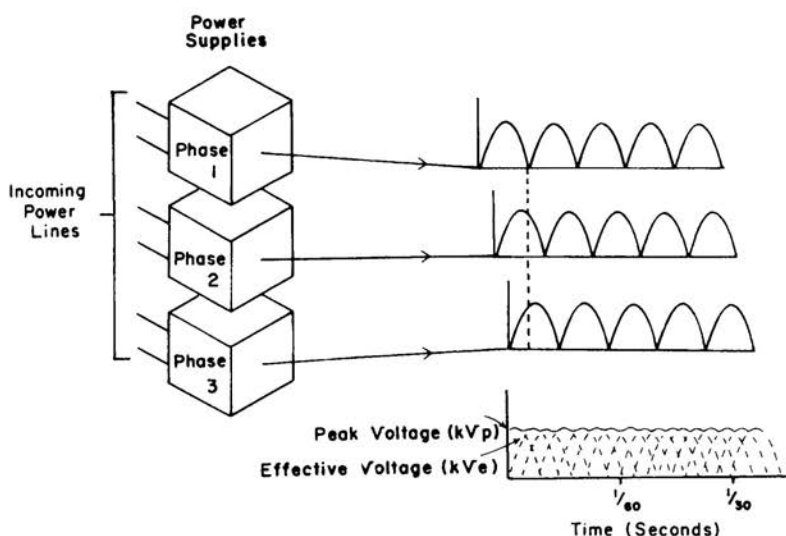 Power
Supplies
Phase
1
Incoming
Power
Lines
Phase
2
Phase
3
Peak Voltage (kVp)
Effective Voltage (kVe)
1/60
1/30
Time (Seconds)